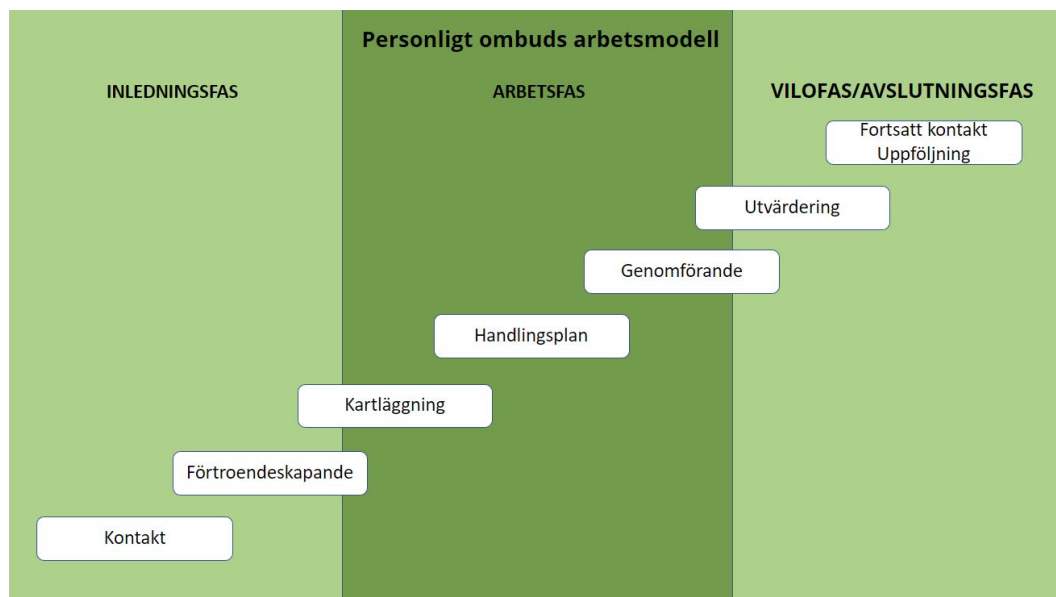 Personligt ombuds arbetsmodell
INLEDNINGSFAS
ARBETSFAS
VILOFAS/AVSLUTNINGSFAS
Fortsatt kontakt
Uppföljning
Utvärdering
Genomförande
Handlingsplan
Kartläggning
Förtroendeskapande
Kontakt